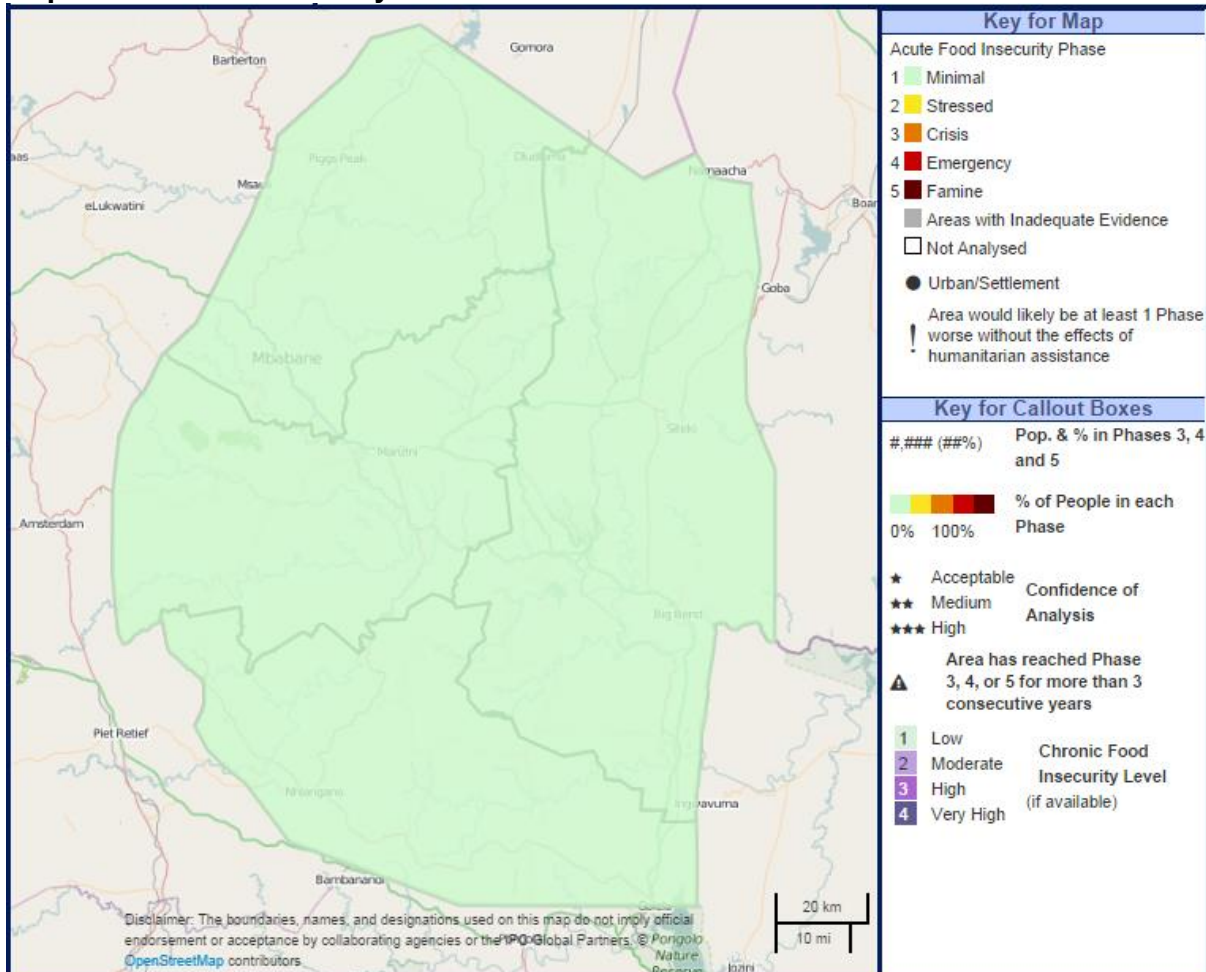 Gomora
Barberton
Piggs Peak
Namaacha
Msau
eLukwatini
Goba
Mbabane
Siteki
Manzini
Amsterdam
Big Bend
Piet Retief
Nhlangano
Ingwavuma
Disclaimer: The boundaries, names, and designations used on this map do not imply official
endorsement or acceptance by collaborating agencies or the IPC Global Partners. © Pongolo
OpenStreetMap contributors
Nature
Reserve
20 km
10 mi
Key for Map
Acute Food Insecurity Phase
1 Minimal
2 Stressed
3 Crisis
4 Emergency
5 Famine
Areas with Inadequate Evidence
Not Analysed
Urban/Settlement
Area would likely be at least 1 Phase
! worse without the effects of
humanitarian assistance
Key for Callout Boxes
#,### (##%) Pop. & % in Phases 3, 4
and 5
% of People in each
Phase
0% 100%
★ Acceptable
★★ Medium
★★★ High
Confidence of
Analysis
Area has reached Phase
3, 4, or 5 for more than 3
consecutive years
1 Low
2 Moderate
3 High
4 Very High
Chronic Food
Insecurity Level
(if available)